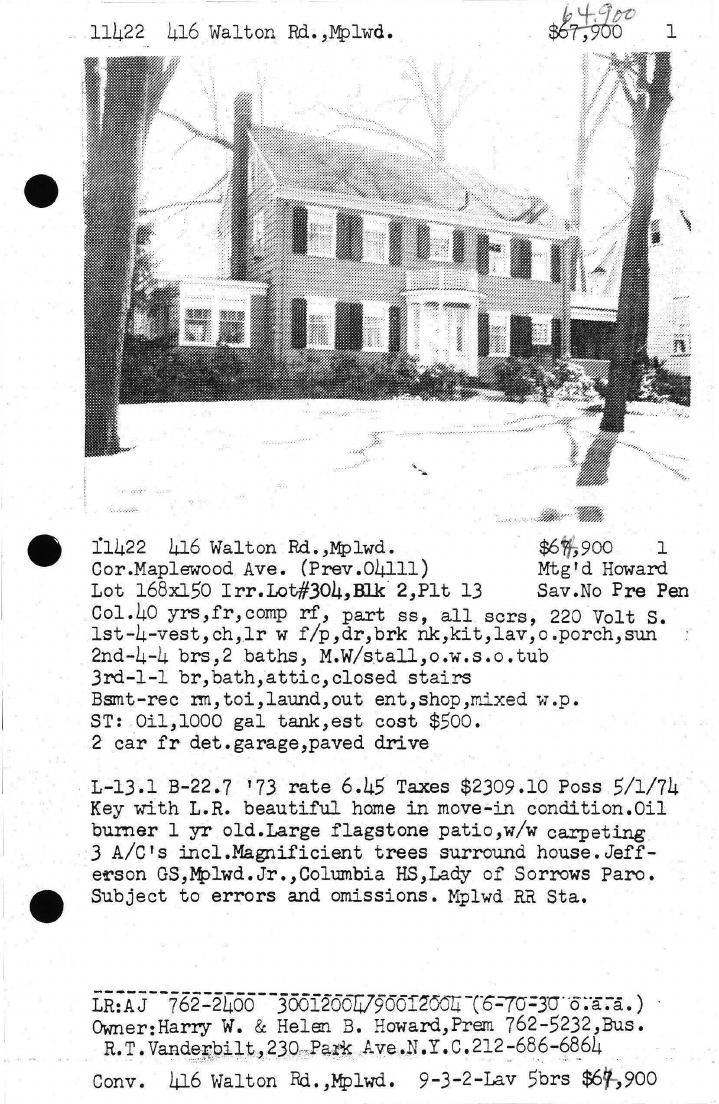 64,900
11422 416 Walton Rd.,Mplwd. $67,900 1
11422 416 Walton Rd.,Mplwd. $64,900 1
Cor.Maplewood Ave. (Prev.04111) Mtg'd Howard
Lot 168x150 Irr.Lot#304,Blk 2,Plt 13 Sav.No Pre Pen
Col.40 yrs,fr,comp rf, part ss, all scrs, 220 Volt S.
1st-4-vest,ch,lr w f/p,dr,brk nk,kit,lav,o.porch,sun
2nd-4-4 brs,2 baths, M.W/stall,o.w.s.o.tub
3rd-1-1 br,bath,attic,closed stairs
Bsmt-rec rm,toi,laund,out ent,shop,mixed w.p.
ST: Oil,1000 gal tank,est cost $500.
2 car fr det.garage,paved drive
L-13.1 B-22.7 '73 rate 6.45 Taxes $2309.10 Poss 5/1/74
Key with L.R. beautiful home in move-in condition.Oil
burner 1 yr old.Large flagstone patio,w/w carpeting
3 A/C's incl.Magnificient trees surround house.Jeff-
erson GS,Mplwd.Jr.,Columbia HS,Lady of Sorrows Paro.
Subject to errors and omissions. Mplwd RR Sta.
LR:AJ 762-2400 30012004/90012004 (6-70-30 o.a.a.)
Owner:Harry W. & Helen B. Howard,Prem 762-5232,Bus.
R.T.Vanderbilt,230 Park Ave.N.Y.C.212-686-6864
Conv. 416 Walton Rd.,Mplwd. 9-3-2-Lav 5brs $64,900